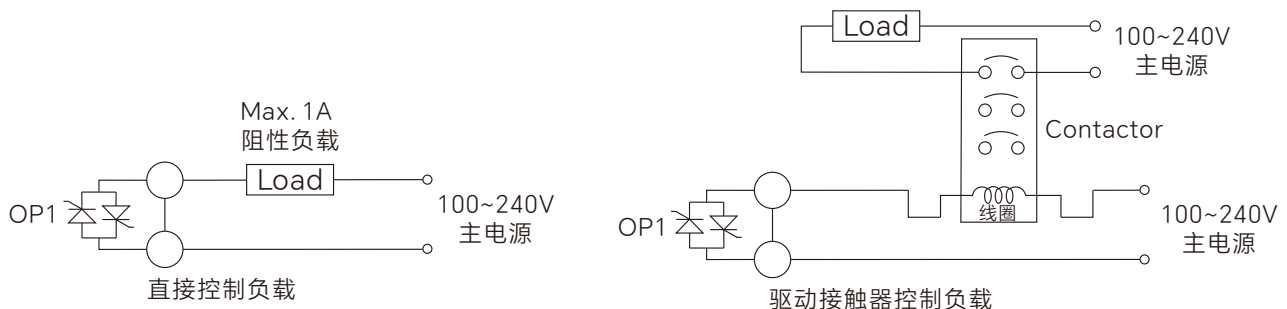 Max. 1A
阻性负载
Load
OP1
100~240V
主电源
直接控制负载
Load
100~240V
主电源
Contactor
线圈
OP1
100~240V
主电源
驱动接触器控制负载